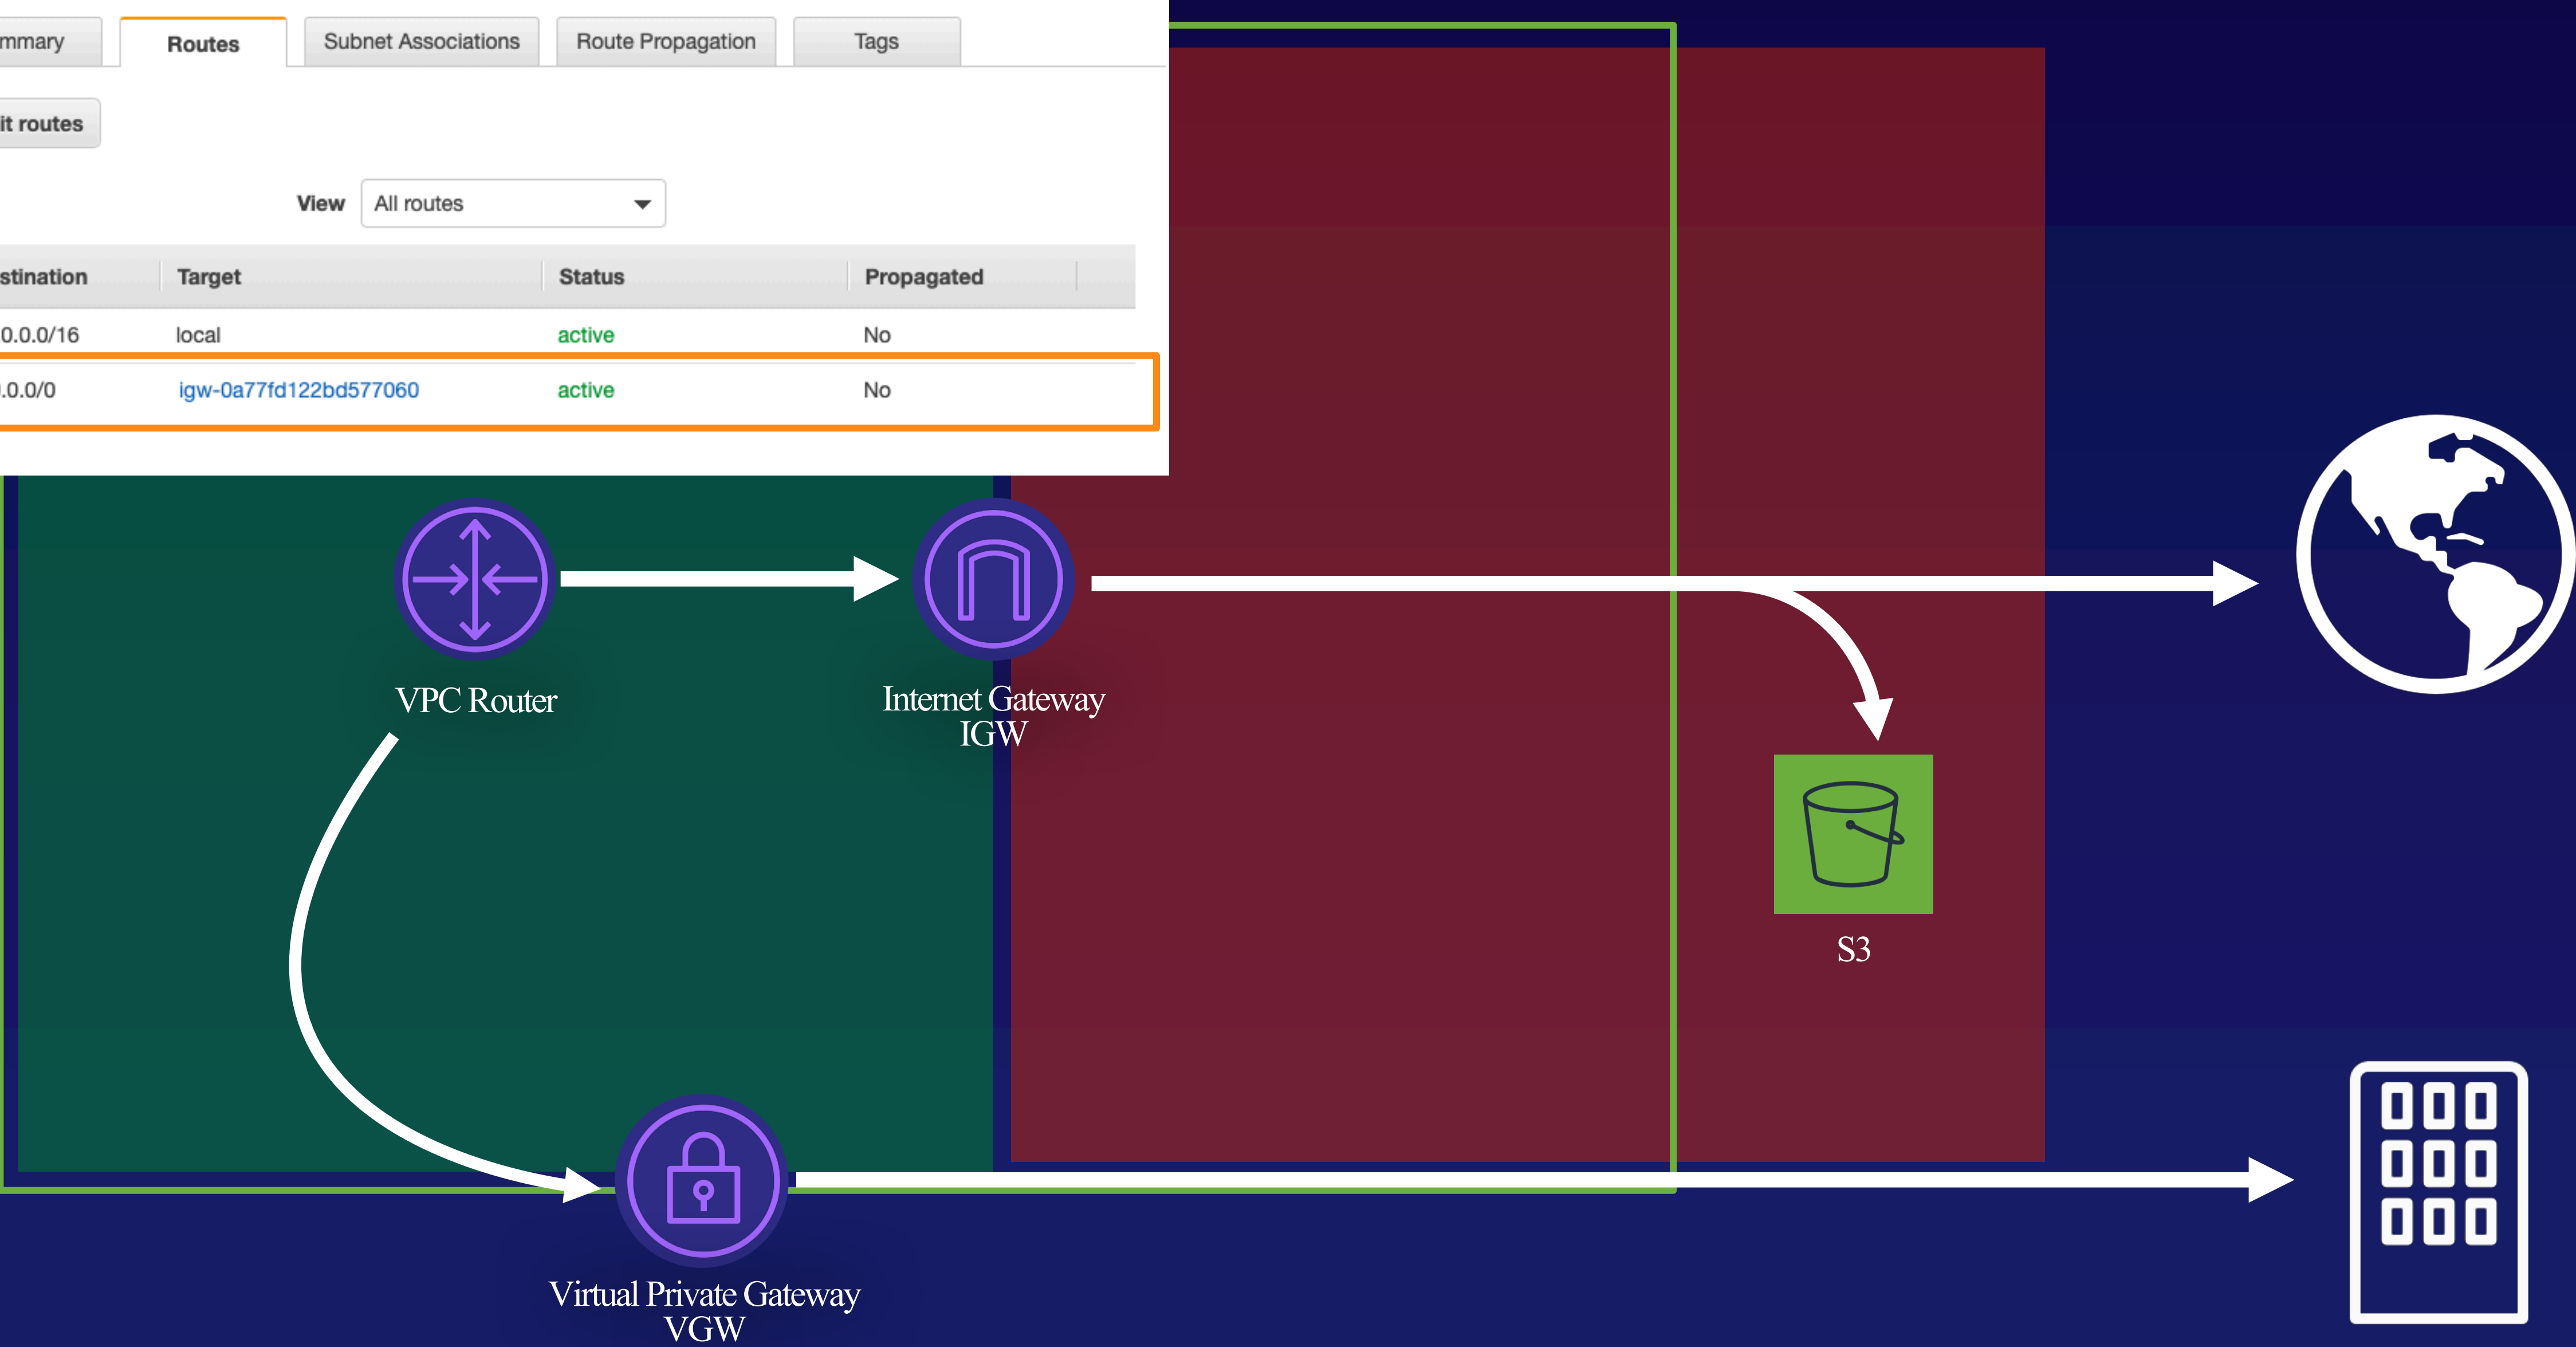 mmary Routes Subnet Associations Route Propagation Tags
it routes
View All routes
stination Target Status Propagated
0.0.0/16 local active No
.0.0/0 igw-0a77fd122bd577060 active No
VPC Router
Internet Gateway
IGW
S3
Virtual Private Gateway
VGW